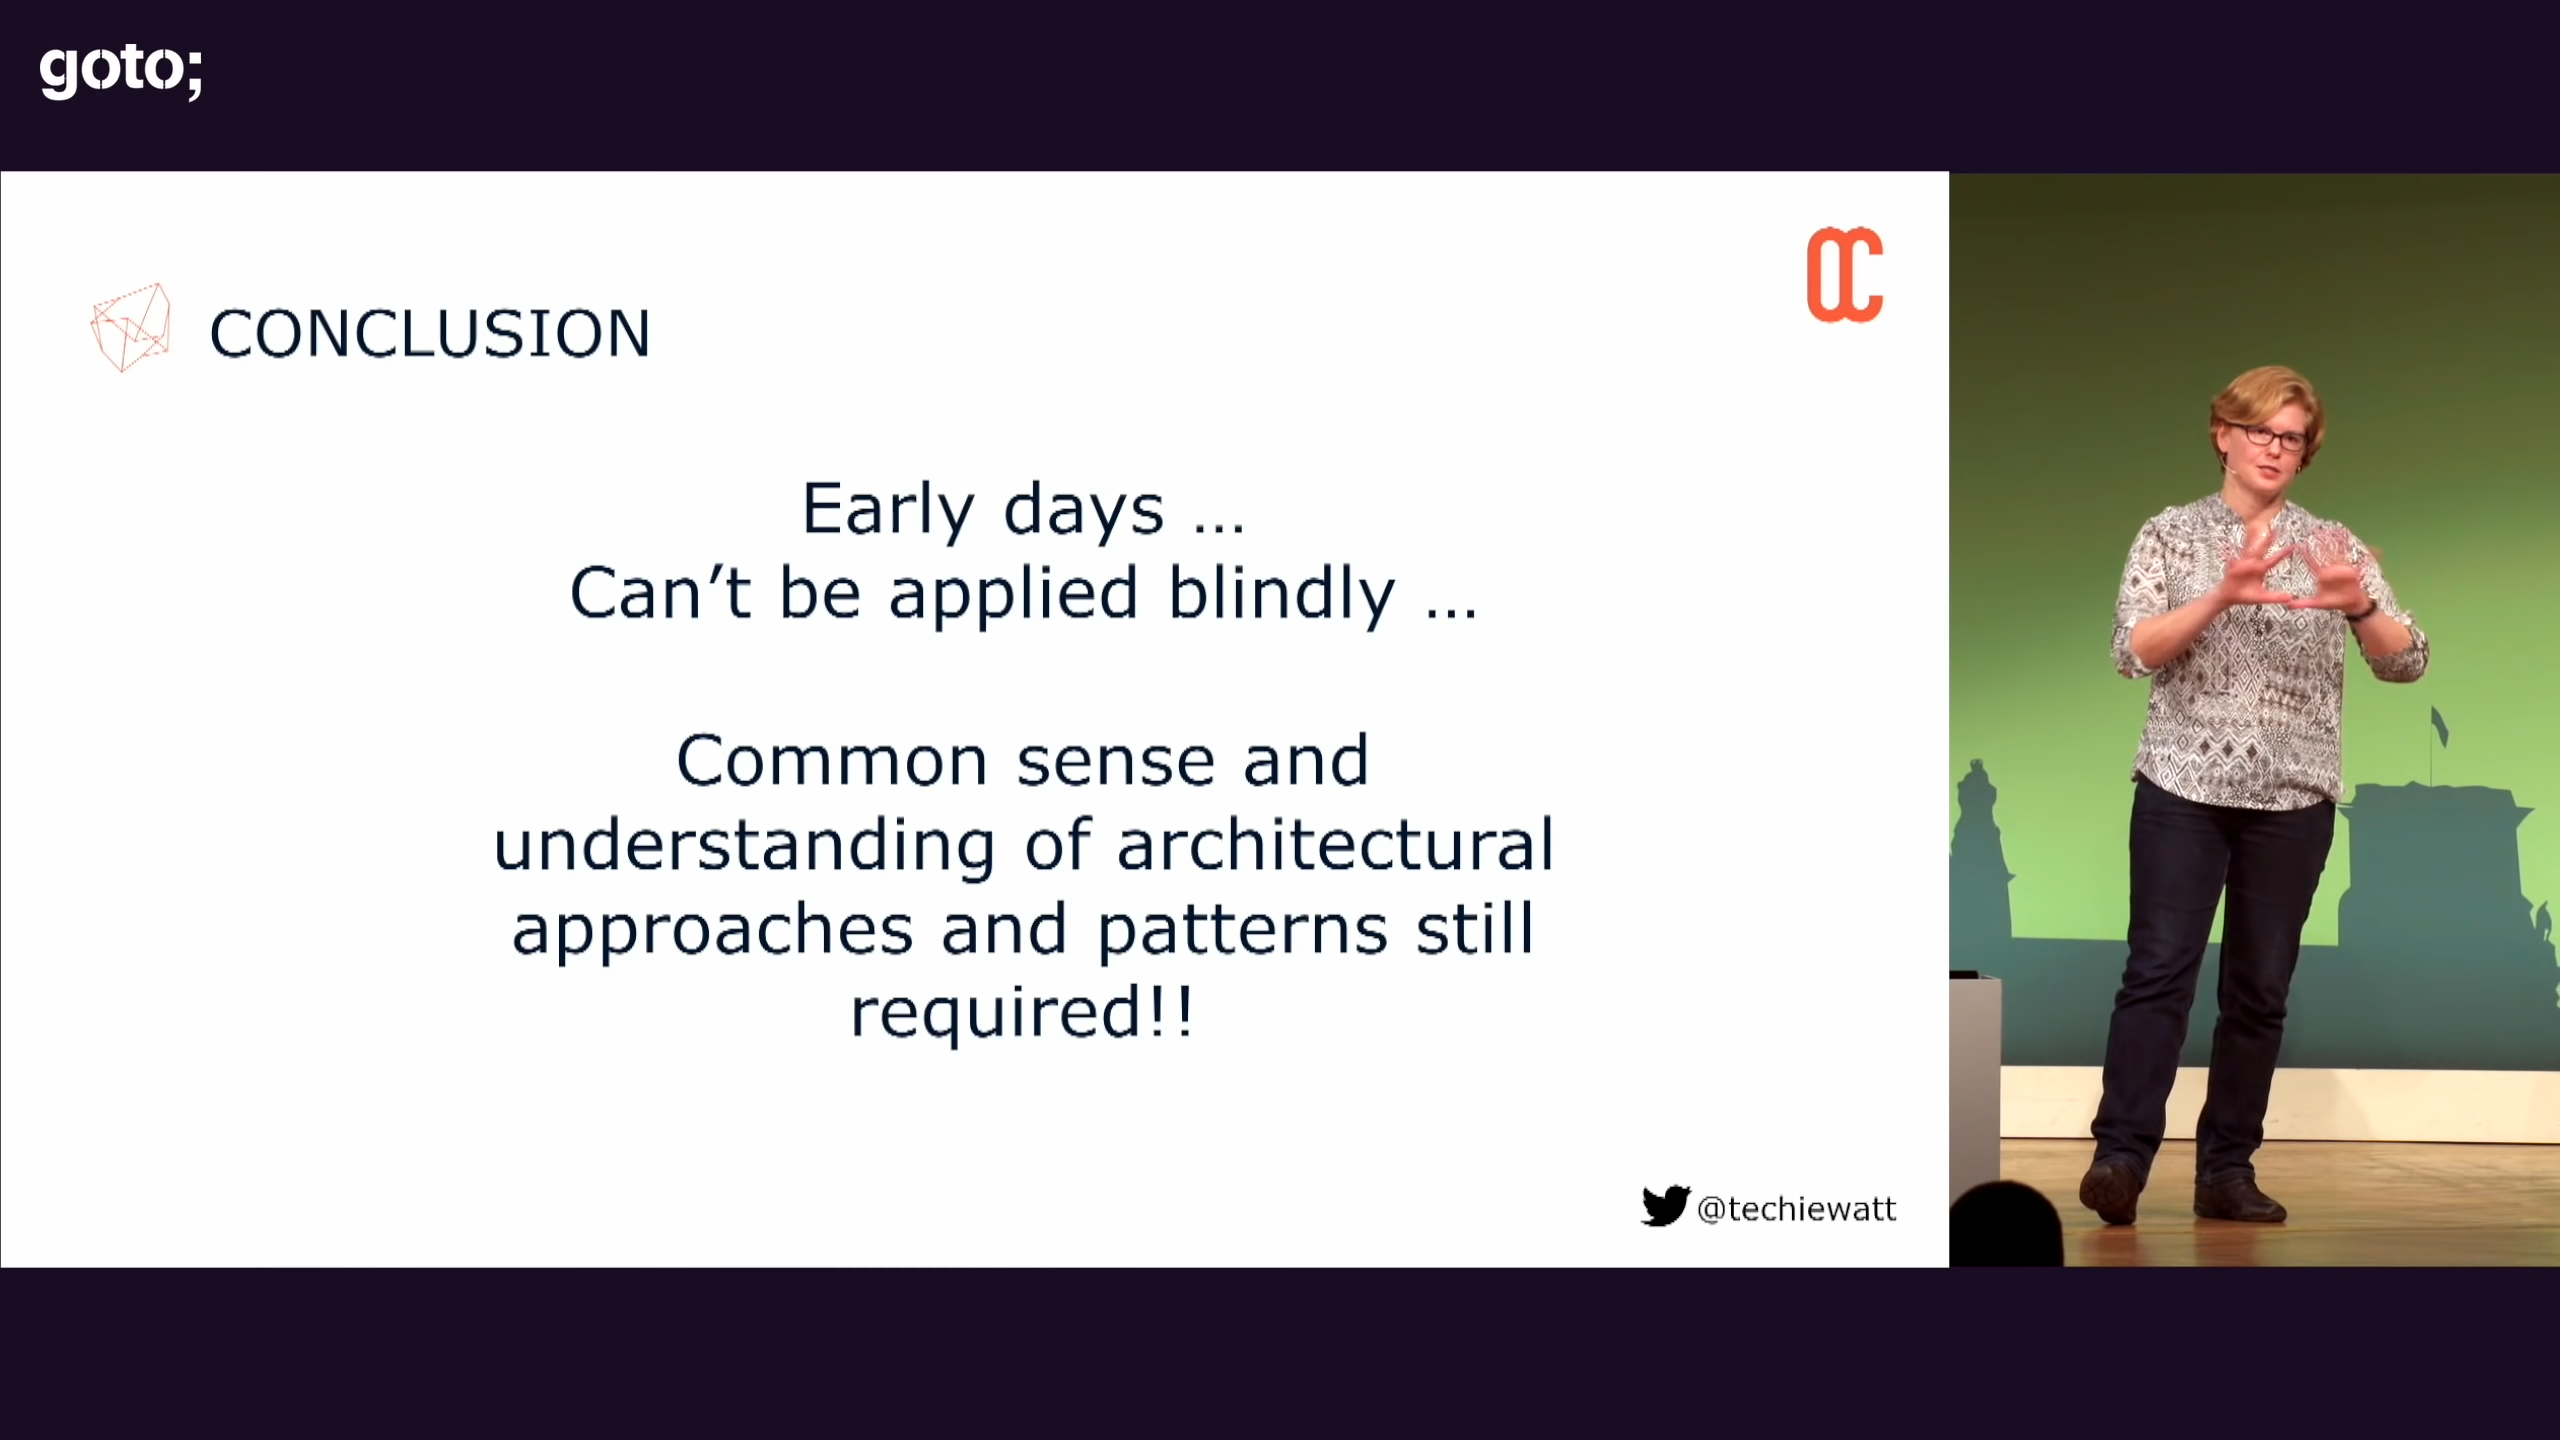 goto;
OC
CONCLUSION
Early days ...
Can't be applied blindly ...
Common sense and
understanding of architectural
approaches and patterns still
required!!
@techiewatt